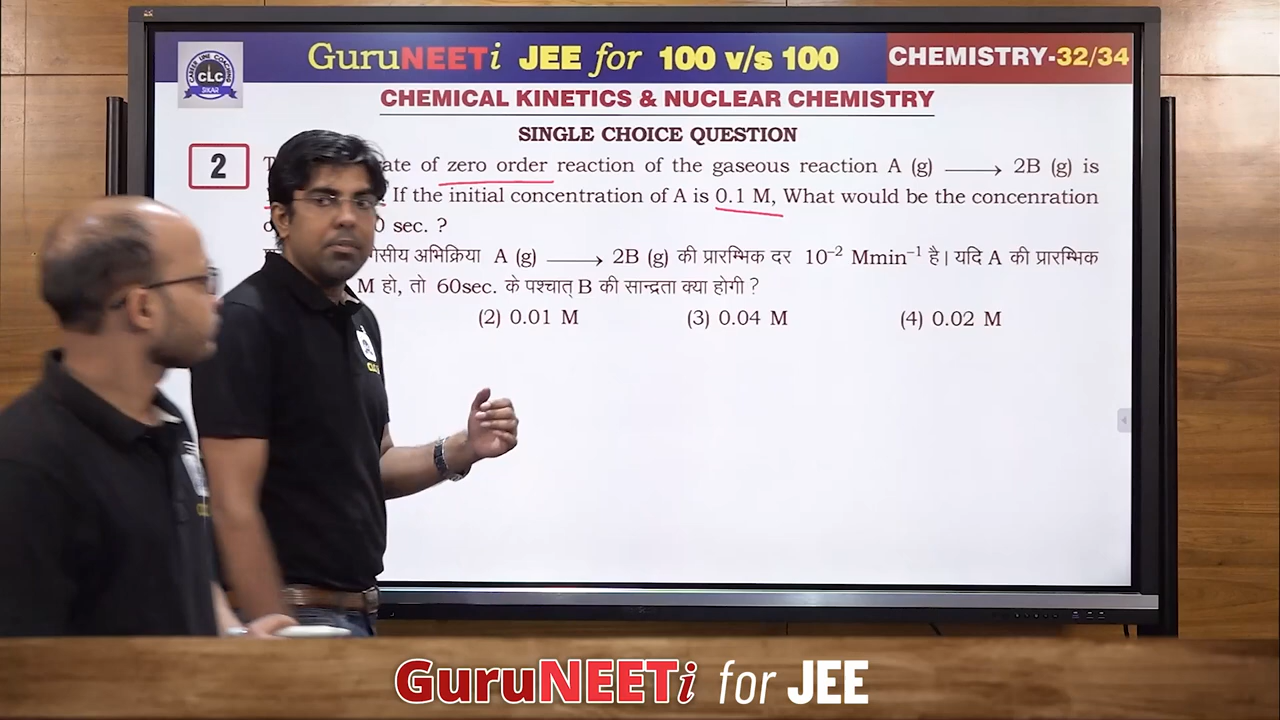 GuruNEETi JEE for 100 v/s 100
CHEMISTRY-32/34
CLC
SIKAR
CHEMICAL KINETICS & NUCLEAR CHEMISTRY
SINGLE CHOICE QUESTION
2
rate of zero order reaction of the gaseous reaction A (g) ⟶ 2B (g) is
If the initial concentration of A is 0.1 M, What would be the concenration
0 sec. ?
अभिक्रिया A (g) ⟶ 2B (g) की प्रारम्भिक दर 10⁻² Mmin⁻¹ है। यदि A की प्रारम्भिक
M हो, तो 60sec. के पश्चात् B की सान्द्रता क्या होगी ?
(2) 0.01 M (3) 0.04 M (4) 0.02 M
GuruNEETi for JEE